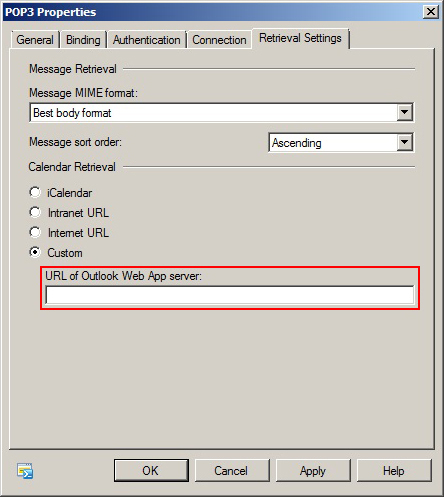 POP3 Properties
General Binding Authentication Connection Retrieval Settings
Message Retrieval
Message MIME format:
Best body format
Message sort order: Ascending
Calendar Retrieval
iCalendar
Intranet URL
Internet URL
Custom
URL of Outlook Web App server:
OK Cancel Apply Help